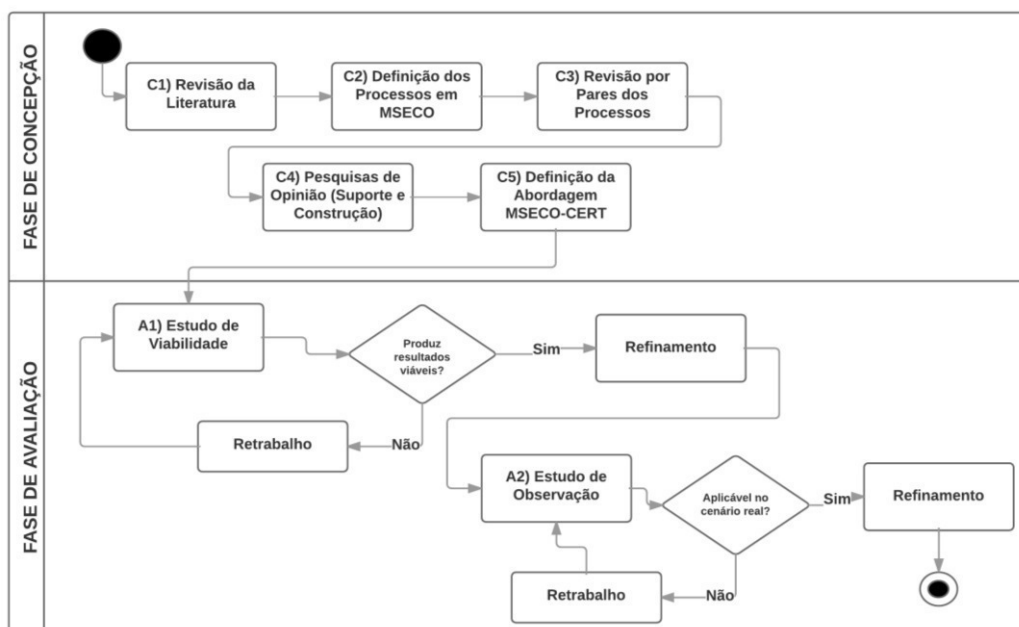 FASE DE CONCEPÇÃO
C1) Revisão da
Literatura
C2) Definição dos
Processos em
MSECO
C3) Revisão por
Pares dos
Processos
C4) Pesquisas de
Opinião (Suporte e
Construção)
C5) Definição da
Abordagem
MSECO-CERT
FASE DE AVALIAÇÃO
A1) Estudo de
Viabilidade
Produz
resultados
viáveis?
Sim
Refinamento
Não
Retrabalho
A2) Estudo de
Observação
Aplicável no
cenário real?
Sim
Refinamento
Não
Retrabalho